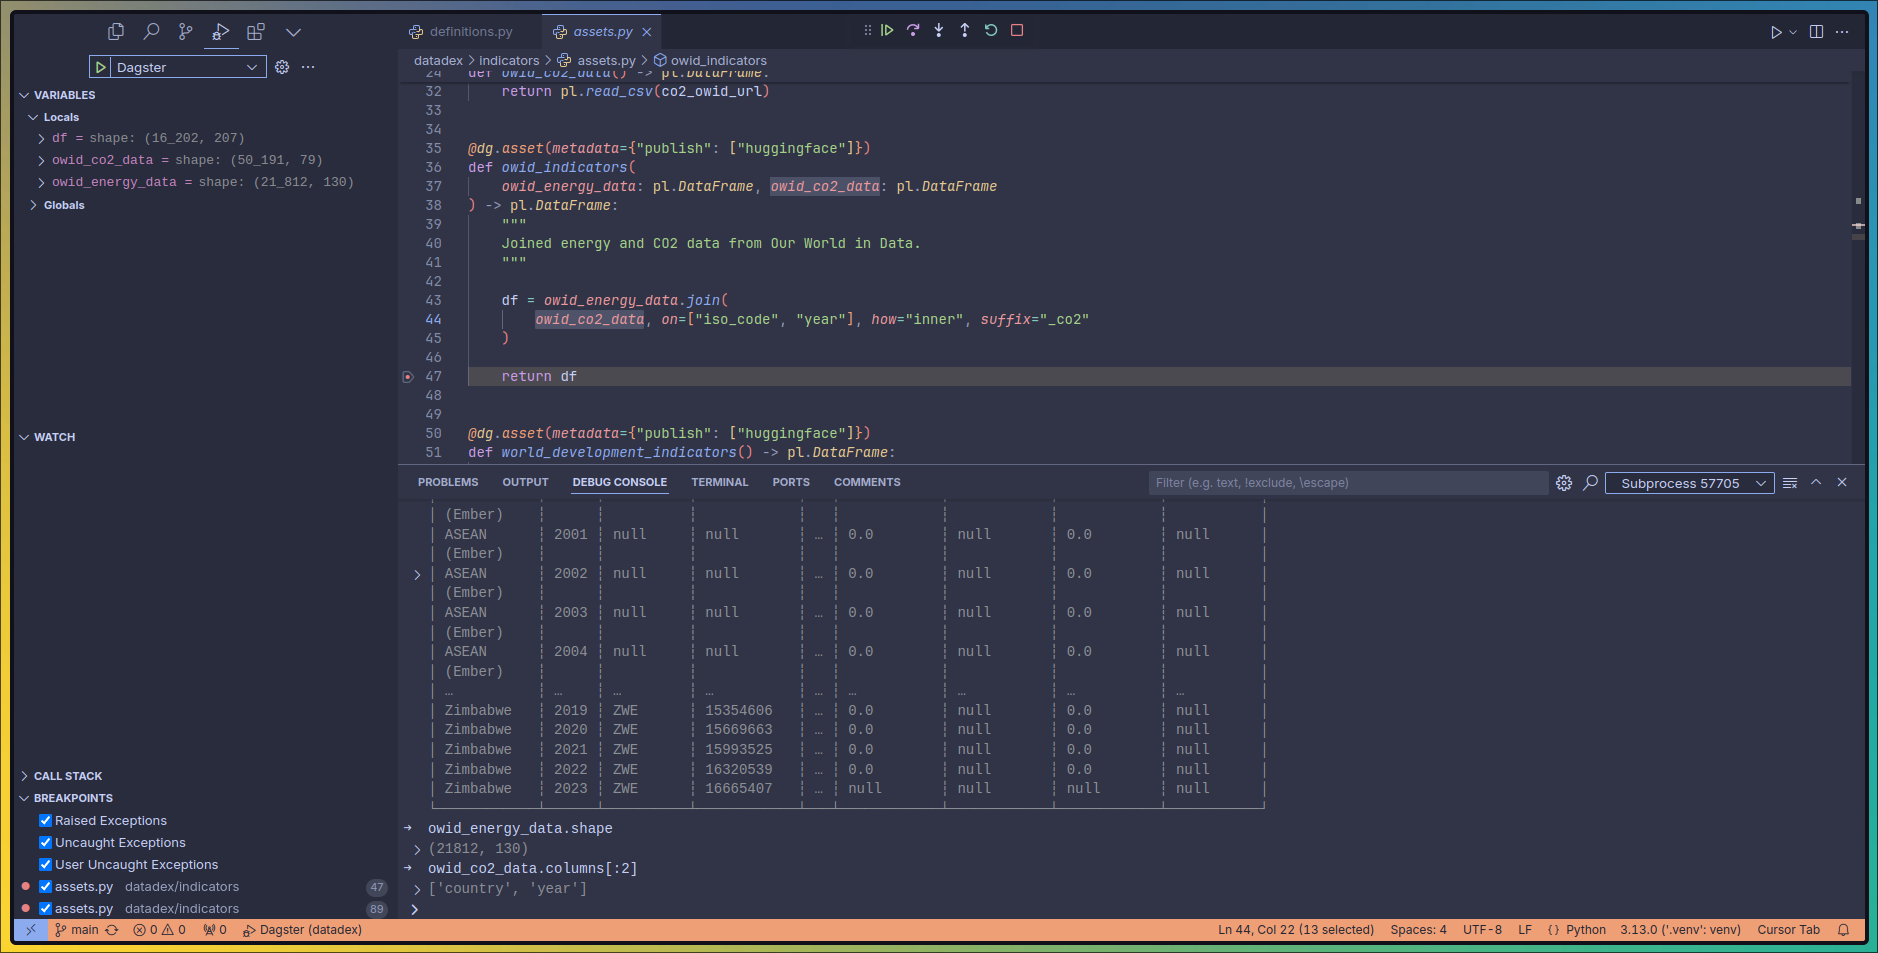 definitions.py
assets.py
Dagster
datadex > indicators > assets.py > owid_indicators
VARIABLES
Locals
df = shape: (16_202, 207)
owid_co2_data = shape: (50_191, 79)
owid_energy_data = shape: (21_812, 130)
Globals
WATCH
CALL STACK
BREAKPOINTS
Raised Exceptions
Uncaught Exceptions
User Uncaught Exceptions
assets.py datadex/indicators 47
assets.py datadex/indicators 89
24 def owid_co2_data() -> pl.DataFrame:
32 return pl.read_csv(co2_owid_url)
33
34
35 @dg.asset(metadata={"publish": ["huggingface"]})
36 def owid_indicators(
37 owid_energy_data: pl.DataFrame, owid_co2_data: pl.DataFrame
38 ) -> pl.DataFrame:
39 """
40 Joined energy and CO2 data from Our World in Data.
41 """
42
43 df = owid_energy_data.join(
44 owid_co2_data, on=["iso_code", "year"], how="inner", suffix="_co2"
45 )
46
47 return df
48
49
50 @dg.asset(metadata={"publish": ["huggingface"]})
51 def world_development_indicators() -> pl.DataFrame:
PROBLEMS OUTPUT DEBUG CONSOLE TERMINAL PORTS COMMENTS
Filter (e.g. text, !exclude, \escape)
Subprocess 57705
(Ember)
ASEAN 2001 null null … 0.0 null 0.0 null
(Ember)
ASEAN 2002 null null … 0.0 null 0.0 null
(Ember)
ASEAN 2003 null null … 0.0 null 0.0 null
(Ember)
ASEAN 2004 null null … 0.0 null 0.0 null
(Ember)
… … … … … … … … …
Zimbabwe 2019 ZWE 15354606 … 0.0 null 0.0 null
Zimbabwe 2020 ZWE 15669663 … 0.0 null 0.0 null
Zimbabwe 2021 ZWE 15993525 … 0.0 null 0.0 null
Zimbabwe 2022 ZWE 16320539 … 0.0 null 0.0 null
Zimbabwe 2023 ZWE 16665407 … null null null null
→ owid_energy_data.shape
> (21812, 130)
→ owid_co2_data.columns[:2]
> ['country', 'year']
>
main 0 0 0 Dagster (datadex)
Ln 44, Col 22 (13 selected) Spaces: 4 UTF-8 LF {} Python 3.13.0 ('.venv': venv) Cursor Tab